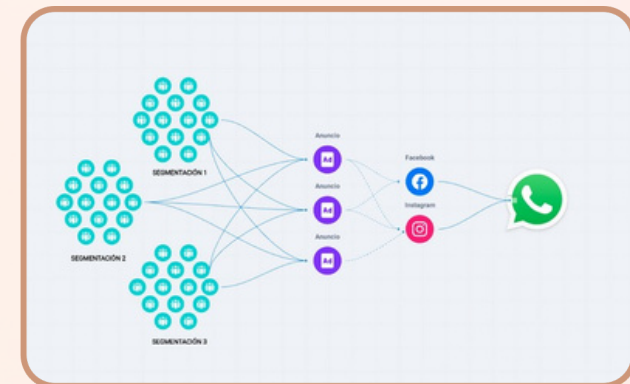 SEGMENTACIÓN 1
SEGMENTACIÓN 2
SEGMENTACIÓN 3
Anuncio
Ad
Anuncio
Ad
Anuncio
Ad
Facebook
Instagram